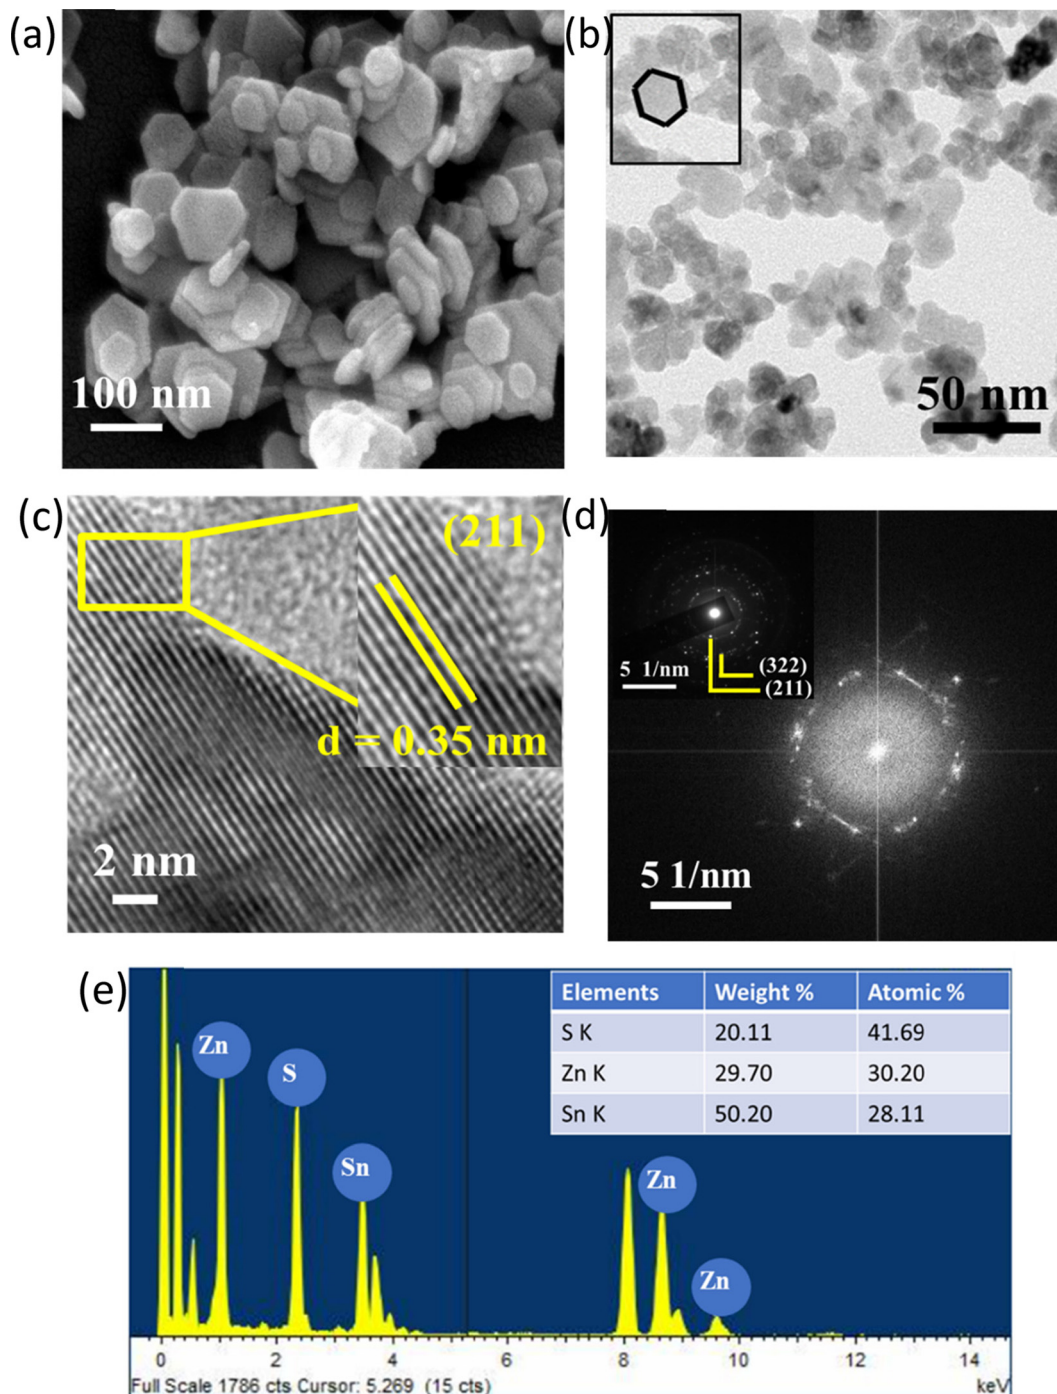 (a)
100 nm
(b)
50 nm
(c)
(211)
d = 0.35 nm
2 nm
(d)
5 1/nm
(322)
(211)
5 1/nm
(e)
Elements Weight % Atomic %
S K 20.11 41.69
Zn K 29.70 30.20
Sn K 50.20 28.11
Zn
S
Sn
Zn
Zn
0 2 4 6 8 10 12 14
Full Scale 1786 cts Cursor: 5.269 (15 cts) keV